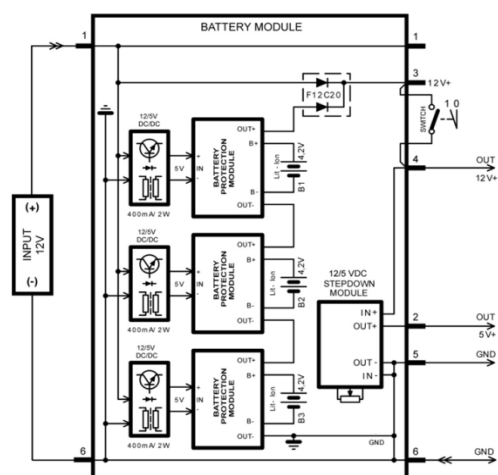 BATTERY MODULE
1
1
3
12V+
F12C20
SWITCH
1 0
12/5V
DC/DC
+
5V
IN
-
400mA/ 2W
BATTERY
PROTECTION
MODULE
OUT+
B+
Lit - Ion
4,2V
B1
B-
OUT-
4
OUT
12V+
INPUT
12V
(+)
(-)
12/5V
DC/DC
+
5V
IN
-
400mA/ 2W
BATTERY
PROTECTION
MODULE
OUT+
B+
Lit - Ion
4,2V
B2
B-
OUT-
12/5 VDC
STEPDOWN
MODULE
IN+
OUT+
OUT -
IN -
2
OUT
5V+
5
GND
12/5V
DC/DC
+
5V
IN
-
400mA/ 2W
BATTERY
PROTECTION
MODULE
OUT+
B+
Lit - Ion
4,2V
B3
B-
OUT-
GND
6
6
GND